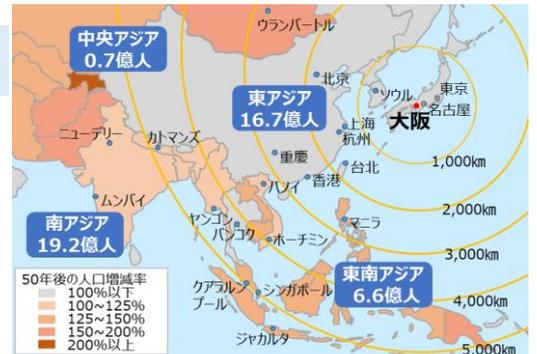 ウランバートル
中央アジア
0.7億人
北京
東アジア
16.7億人
ソウル
東京
名古屋
大阪
上海
杭州
ニューデリー
カトマンズ
重慶
台北
1,000km
香港
ハノイ
ムンバイ
2,000km
南アジア
19.2億人
ヤンゴン
バンコク
マニラ
ホーチミン
3,000km
東南アジア
6.6億人
50年後の人口増減率
100%以下
100~125%
125~150%
150~200%
200%以上
クアラルン
プール
シンガポール
4,000km
ジャカルタ
5,000km